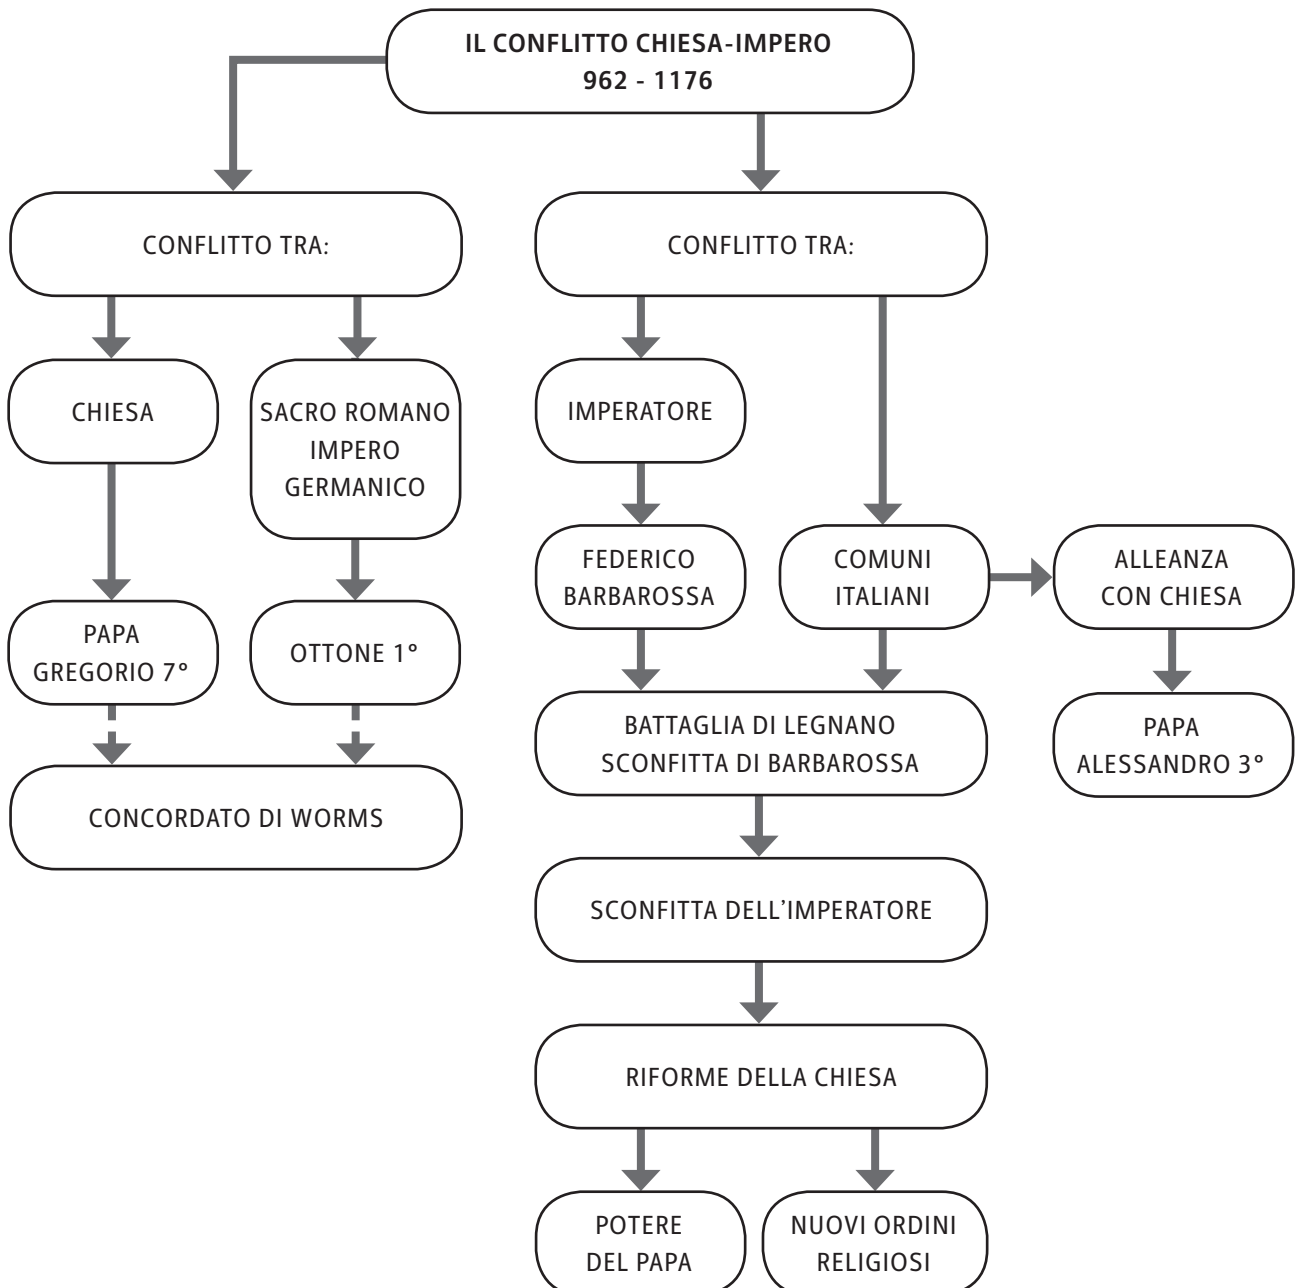 IL CONFLITTO CHIESA-IMPERO
962 - 1176
CONFLITTO TRA:
CONFLITTO TRA:
CHIESA
SACRO ROMANO
IMPERO
GERMANICO
IMPERATORE
PAPA
GREGORIO 7°
OTTONE 1°
FEDERICO
BARBAROSSA
COMUNI
ITALIANI
ALLEANZA
CON CHIESA
CONCORDATO DI WORMS
BATTAGLIA DI LEGNANO
SCONFITTA DI BARBAROSSA
PAPA
ALESSANDRO 3°
SCONFITTA DELL'IMPERATORE
RIFORME DELLA CHIESA
POTERE
DEL PAPA
NUOVI ORDINI
RELIGIOSI